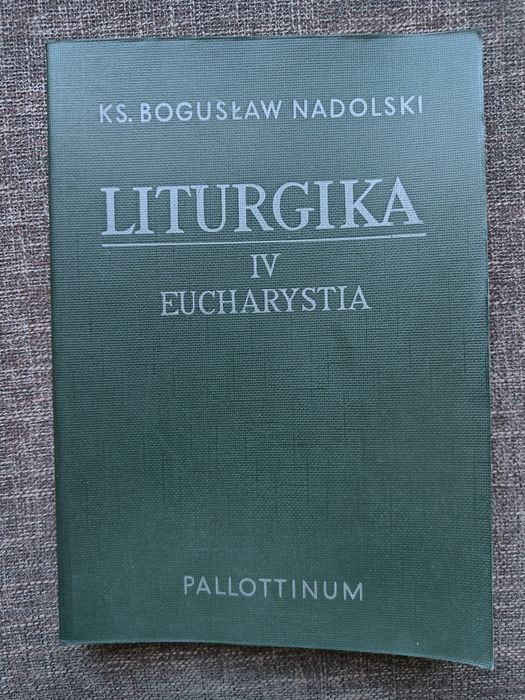 KS. BOGUSŁAW NADOLSKI
LITURGIKA
IV
EUCHARYSTIA
PALLOTTINUM